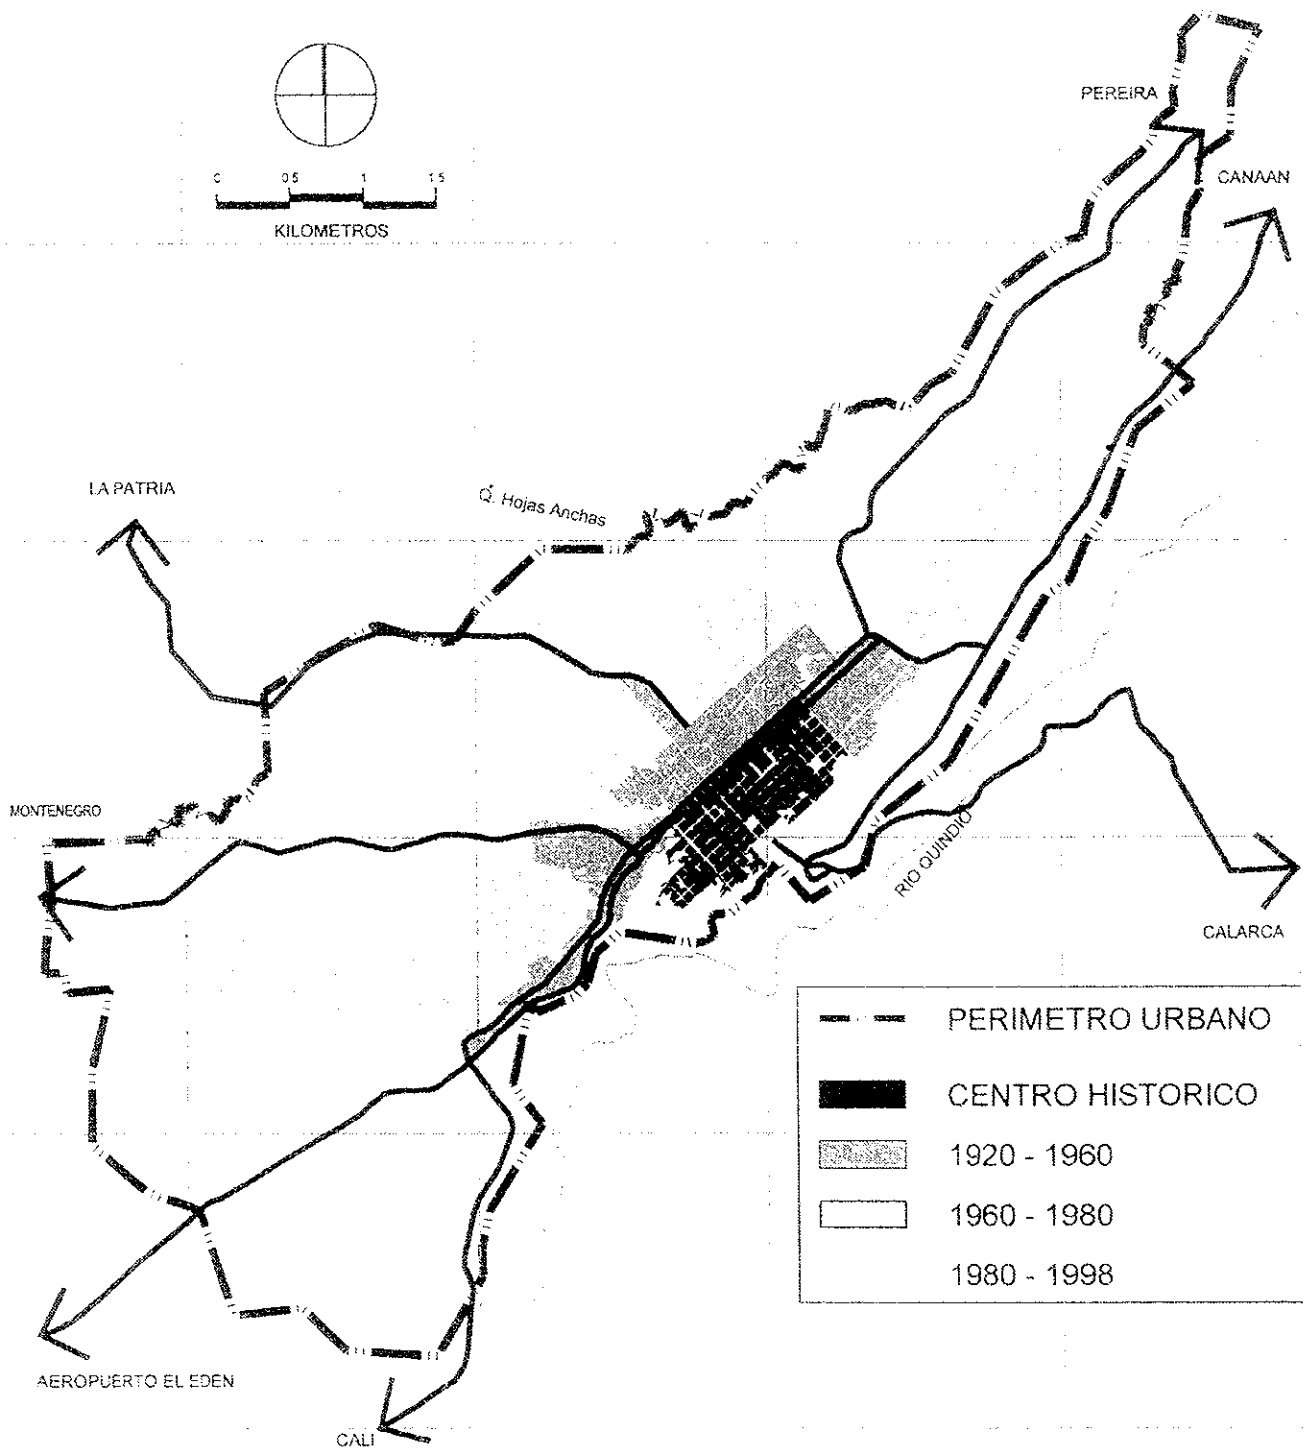 PEREIRA
CANAAN
0 0.5 1 1.5
KILOMETROS
LA PATRIA
Q. Hojas Anchas
MONTENEGRO
RIO QUINDIO
CALARCA
PERIMETRO URBANO
CENTRO HISTORICO
1920 - 1960
1960 - 1980
1980 - 1998
AEROPUERTO EL EDEN
CALI